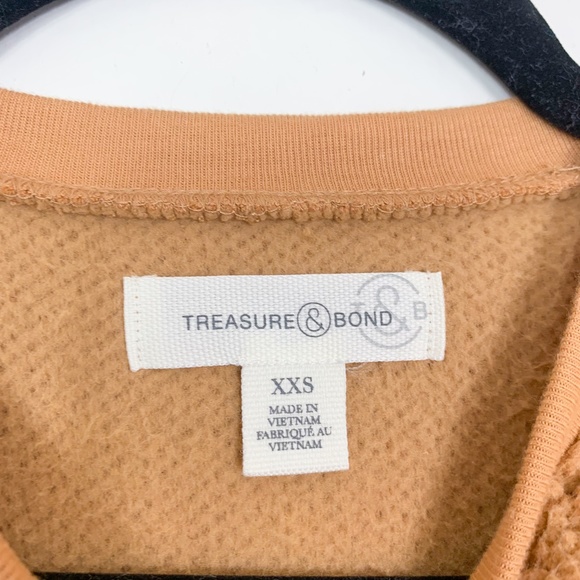 TREASURE & BOND
T & B
XXS
MADE IN
VIETNAM
FABRIQUÉ AU
VIETNAM